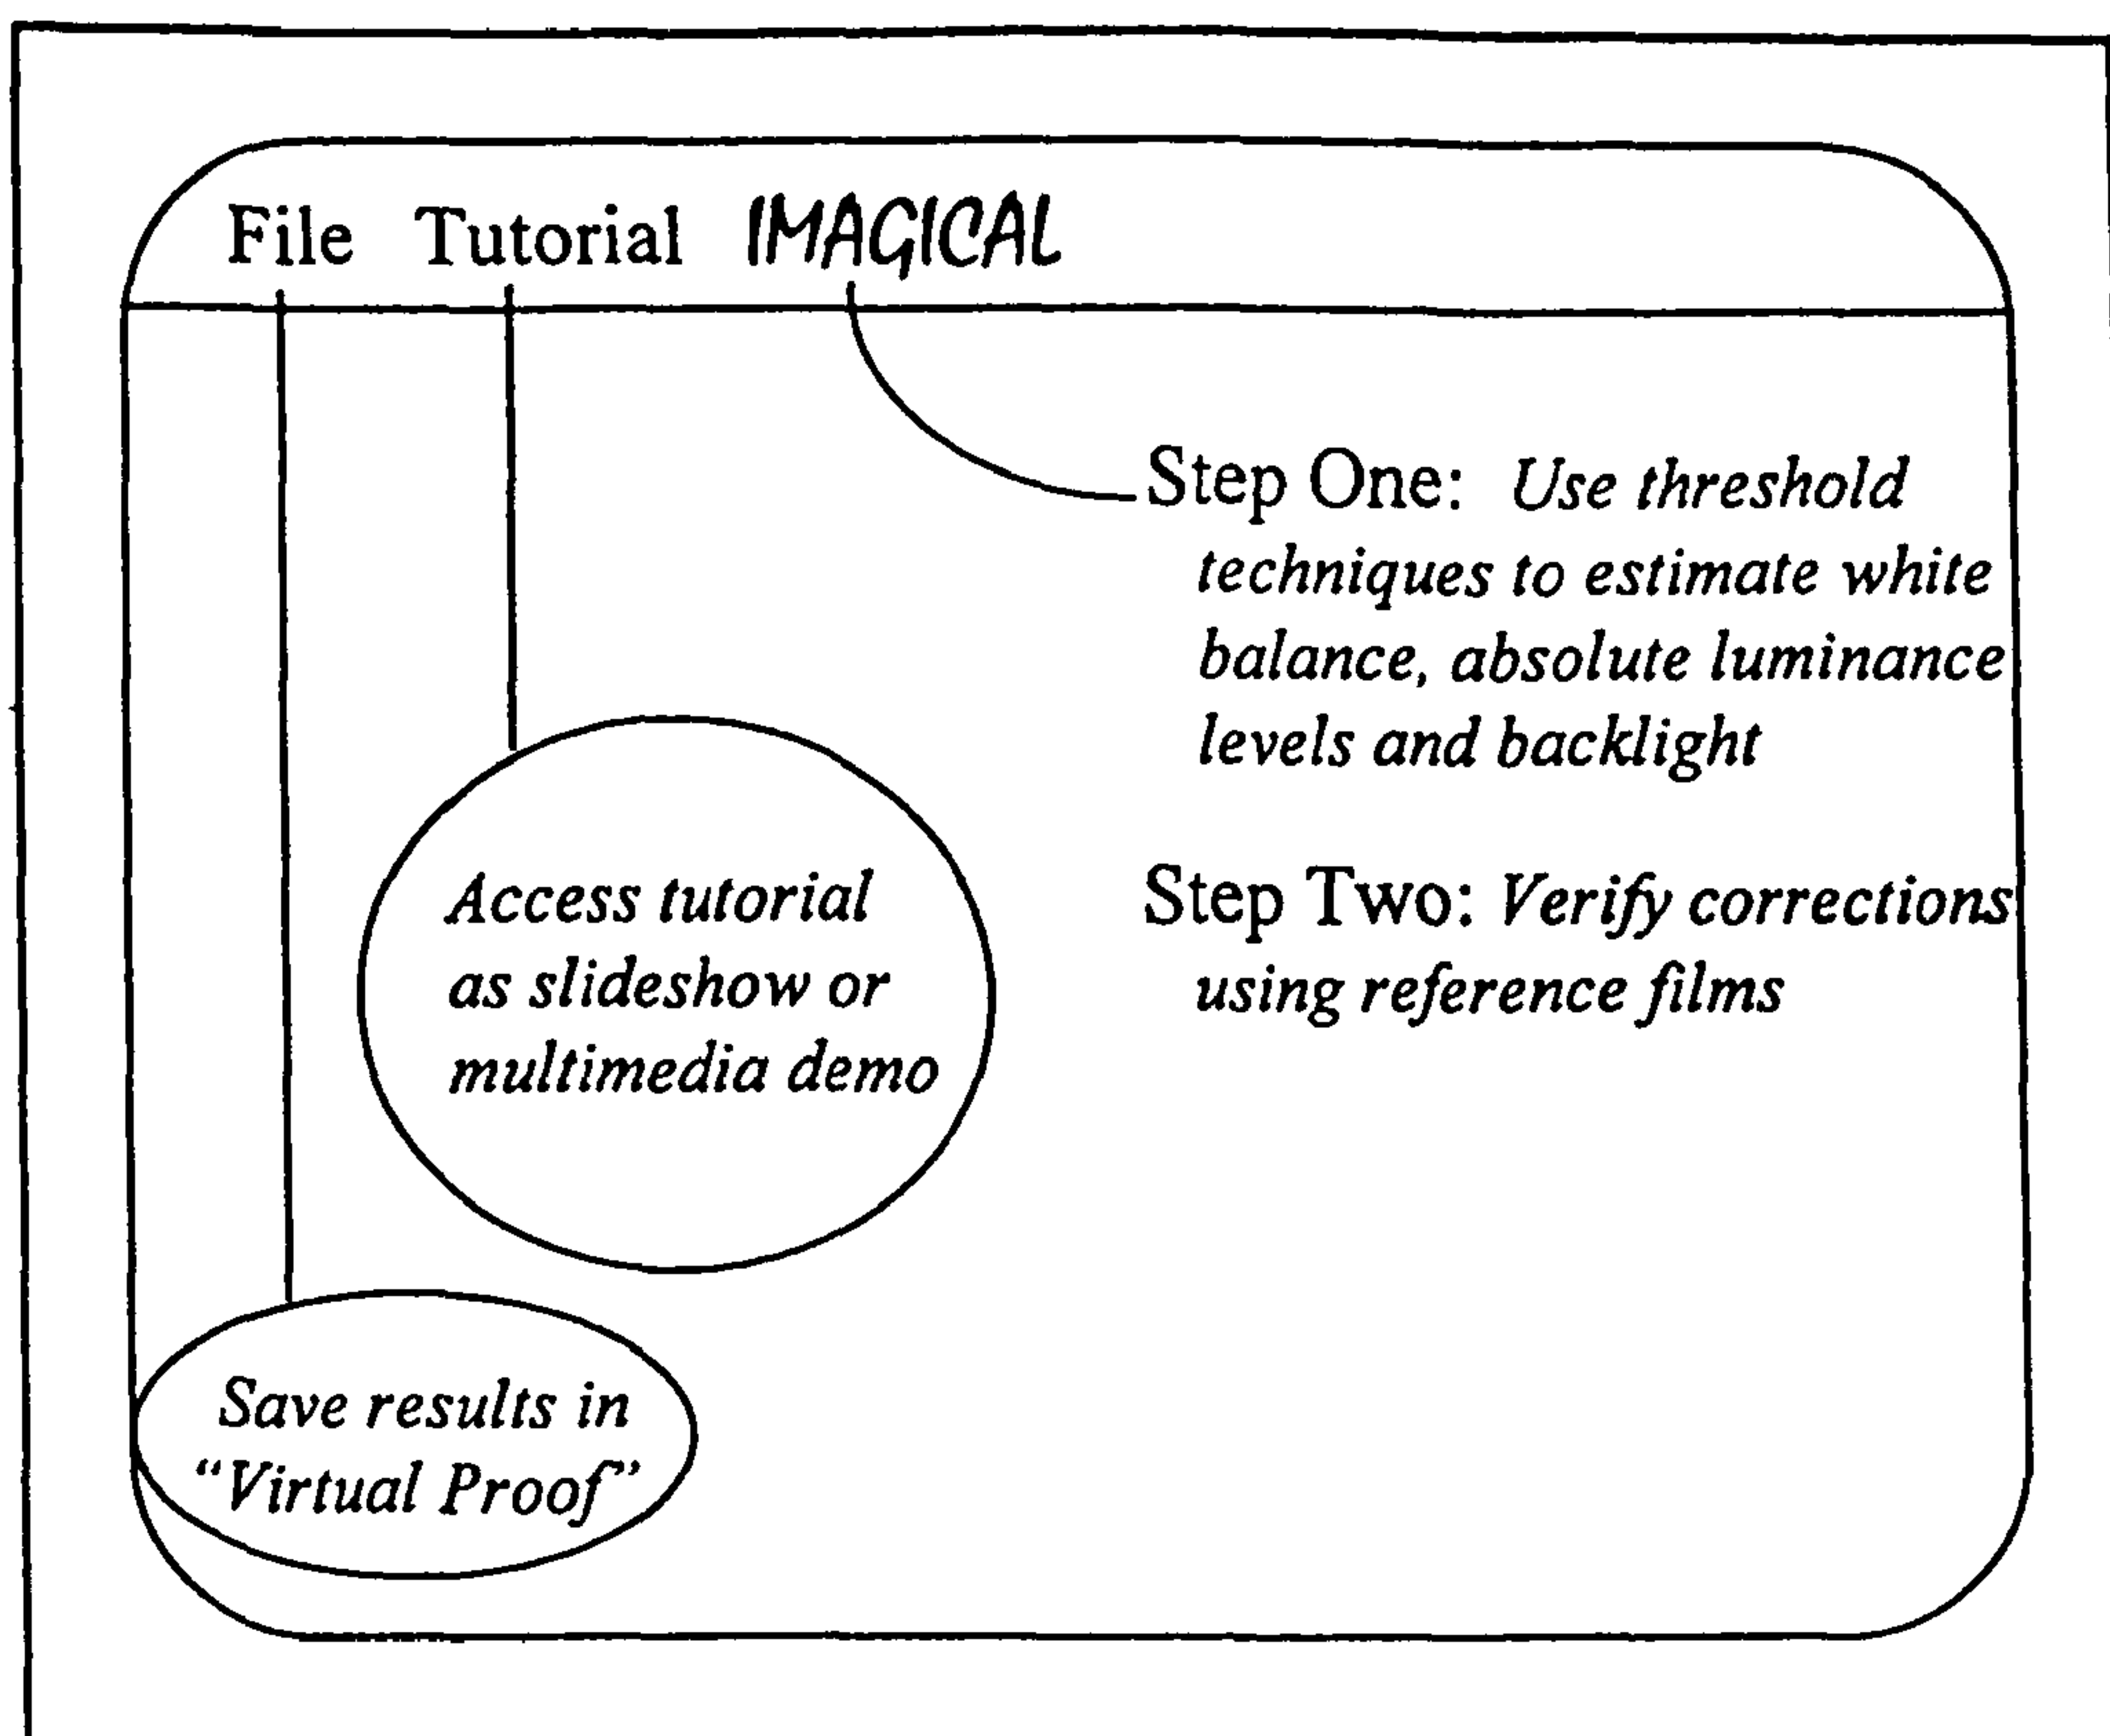 File Tutorial IMAGICAL
Step One: Use threshold
techniques to estimate white
balance, absolute luminance
levels and backlight
Step Two: Verify corrections
using reference films
Access tutorial
as slideshow or
multimedia demo
Save results in
“Virtual Proof”